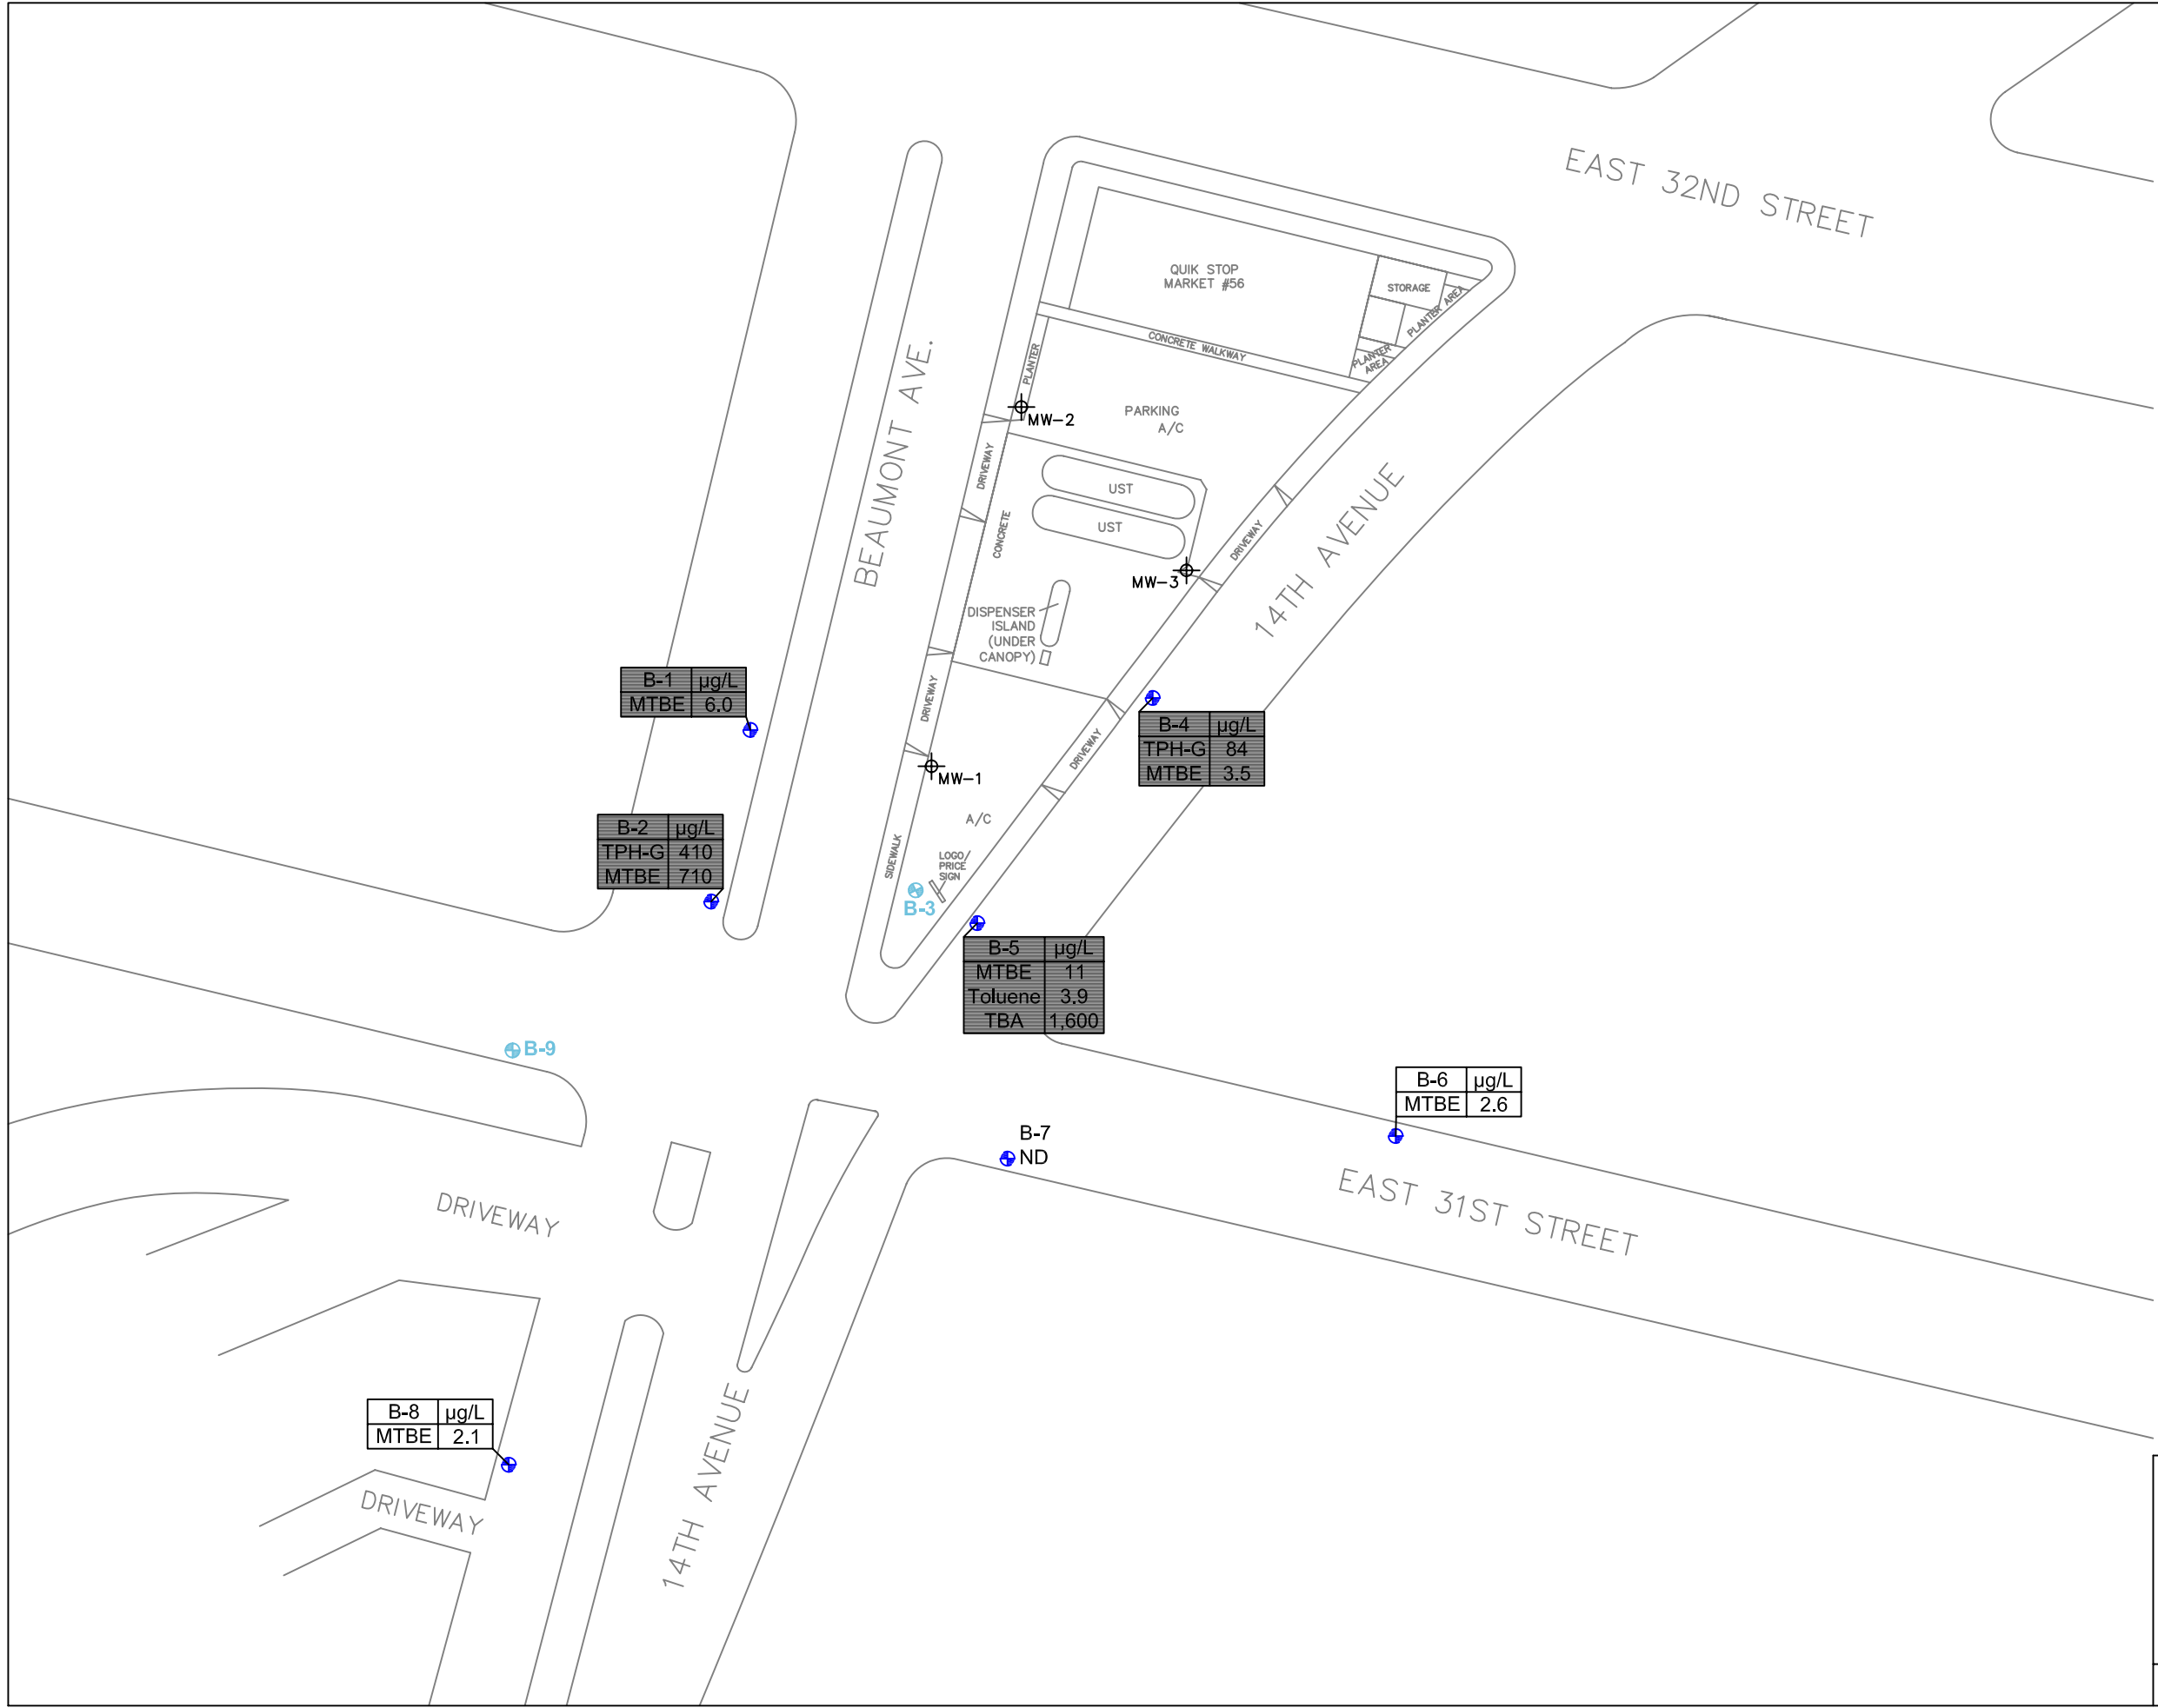 EAST 32ND STREET
QUIK STOP
MARKET #56
STORAGE
PLANTER AREA
PLANTER
AREA
CONCRETE WALKWAY
PLANTER
BEAUMONT AVE.
MW-2
PARKING
A/C
DRIVEWAY
UST
UST
CONCRETE
DRIVEWAY
14TH AVENUE
MW-3
DISPENSER
ISLAND
(UNDER
CANOPY)
B-1 µg/L
MTBE 6.0
DRIVEWAY
B-4 µg/L
TPH-G 84
MTBE 3.5
DRIVEWAY
MW-1
A/C
B-2 µg/L
TPH-G 410
MTBE 710
SIDEWALK
LOGO/
PRICE
SIGN
B-3
B-5 µg/L
MTBE 11
Toluene 3.9
TBA 1,600
B-9
B-6 µg/L
MTBE 2.6
B-7
ND
EAST 31ST STREET
DRIVEWAY
B-8 µg/L
MTBE 2.1
14TH AVENUE
DRIVEWAY